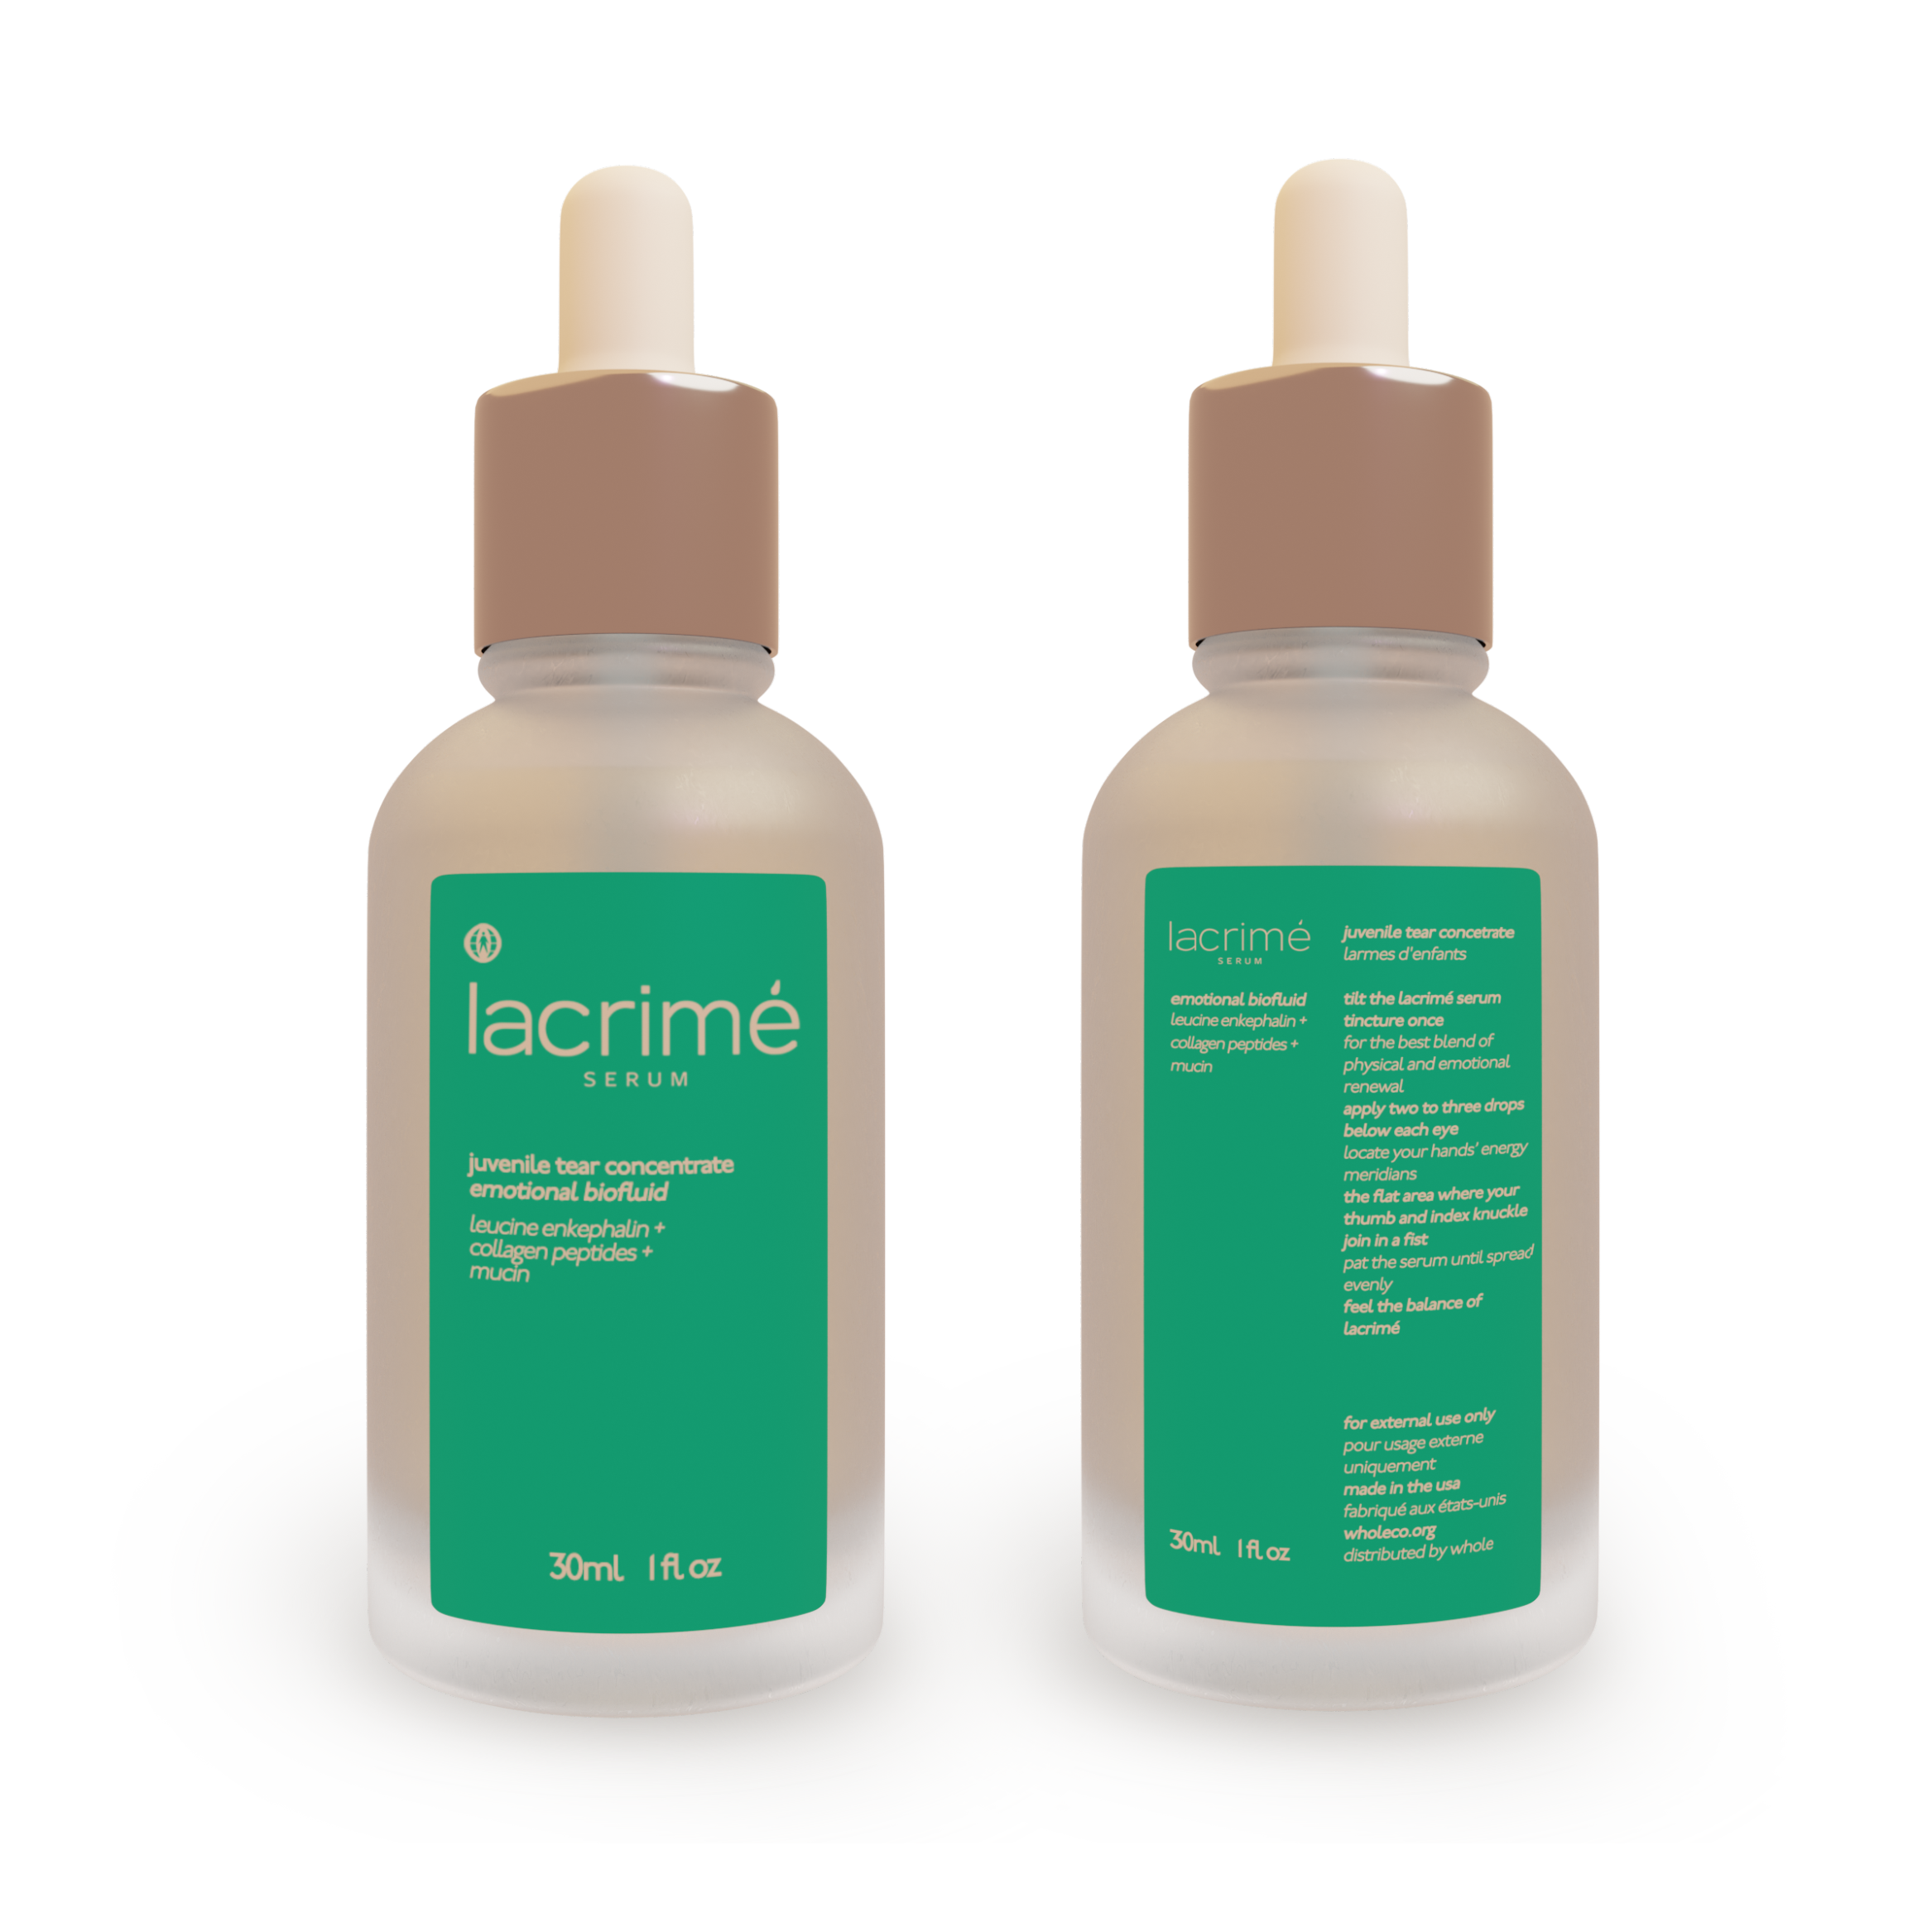 lacrimé
SERUM
juvenile tear concentrate
emotional biofluid
leucine enkephalin +
collagen peptides +
mucin
30ml 1 fl oz
lacrimé
SERUM
emotional biofluid
leucine enkephalin +
collagen peptides +
mucin
30ml 1 fl oz
juvenile tear concetrate
larmes d'enfants
tilt the lacrimé serum
tincture once
for the best blend of
physical and emotional
renewal
apply two to three drops
below each eye
locate your hands' energy
meridians
the flat area where your
thumb and index knuckle
join in a fist
pat the serum until spread
evenly
feel the balance of
lacrimé
for external use only
pour usage externe
uniquement
made in the usa
fabriqué aux états-unis
wholeco.org
distributed by whole